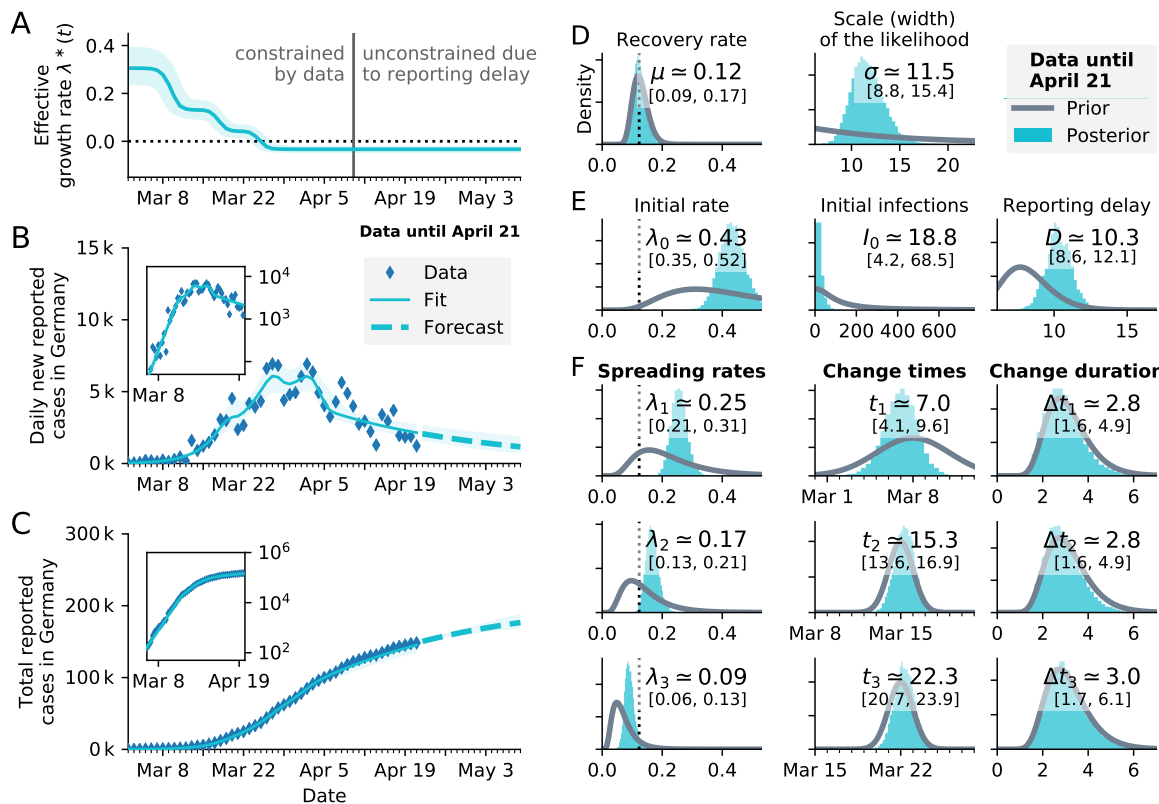 A
Effective
growth rate λ*(t)
0.4
0.2
0.0
constrained
by data
unconstrained due
to reporting delay
Mar 8
Mar 22
Apr 5
Apr 19
May 3
B
Data until April 21
Daily new reported
cases in Germany
15 k
10 k
5 k
0 k
10⁴
10³
Mar 8
Data
Fit
Forecast
Mar 8
Mar 22
Apr 5
Apr 19
May 3
C
Total reported
cases in Germany
300 k
200 k
100 k
0 k
10⁶
10⁴
10²
Mar 8
Apr 19
Mar 8
Mar 22
Apr 5
Apr 19
May 3
Date
D
Recovery rate
Density
μ ≃ 0.12
[0.09, 0.17]
0.0
0.2
0.4
Scale (width)
of the likelihood
σ ≃ 11.5
[8.8, 15.4]
10
15
20
Data until
April 21
Prior
Posterior
E
Initial rate
λ₀ ≃ 0.43
[0.35, 0.52]
0.0
0.2
0.4
Initial infections
I₀ ≃ 18.8
[4.2, 68.5]
0
200
400
600
Reporting delay
D ≃ 10.3
[8.6, 12.1]
10
15
F
Spreading rates
Change times
Change duration
λ₁ ≃ 0.25
[0.21, 0.31]
0.0
0.2
0.4
t₁ ≃ 7.0
[4.1, 9.6]
Mar 1
Mar 8
Δt₁ ≃ 2.8
[1.6, 4.9]
0
2
4
6
λ₂ ≃ 0.17
[0.13, 0.21]
0.0
0.2
0.4
t₂ ≃ 15.3
[13.6, 16.9]
Mar 8
Mar 15
Δt₂ ≃ 2.8
[1.6, 4.9]
0
2
4
6
λ₃ ≃ 0.09
[0.06, 0.13]
0.0
0.2
0.4
t₃ ≃ 22.3
[20.7, 23.9]
Mar 15
Mar 22
Δt₃ ≃ 3.0
[1.7, 6.1]
0
2
4
6